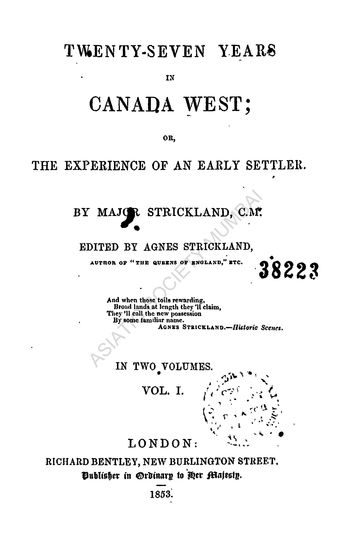 TWENTY-SEVEN YEARS
IN
CANADA WEST;
OR,
THE EXPERIENCE OF AN EARLY SETTLER.
BY MAJOR STRICKLAND, C.M.
EDITED BY AGNES STRICKLAND,
AUTHOR OF "THE QUEENS OF ENGLAND," ETC.
38223
And when those toils rewarding,
Broad lands at length they 'll claim,
They 'll call the new possession
By some familiar name.
AGNES STRICKLAND.—Historic Scenes.
IN TWO VOLUMES.
VOL. I.
LONDON:
RICHARD BENTLEY, NEW BURLINGTON STREET.
Publisher in Ordinary to Her Majesty.
1853.
ASIATIC SOCIETY MUMBAI